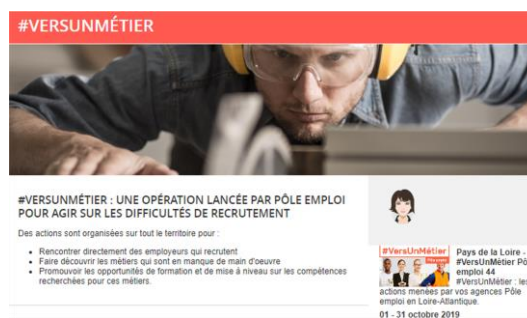 #VERSUNMÉTIER
#VERSUNMÉTIER : UNE OPÉRATION LANCÉE PAR PÔLE EMPLOI
POUR AGIR SUR LES DIFFICULTÉS DE RECRUTEMENT
Des actions sont organisées sur tout le territoire pour :
Rencontrer directement des employeurs qui recrutent
Faire découvrir les métiers qui sont en manque de main d'oeuvre
Promouvoir les opportunités de formation et de mise à niveau sur les compétences
recherchées pour ces métiers.
#VersUnMétier
Pays de la Loire -
#VersUnMétier Pô
emploi 44
#VersUnMétier : les
actions menées par vos agences Pôle
emploi en Loire-Atlantique.
01 - 31 octobre 2019